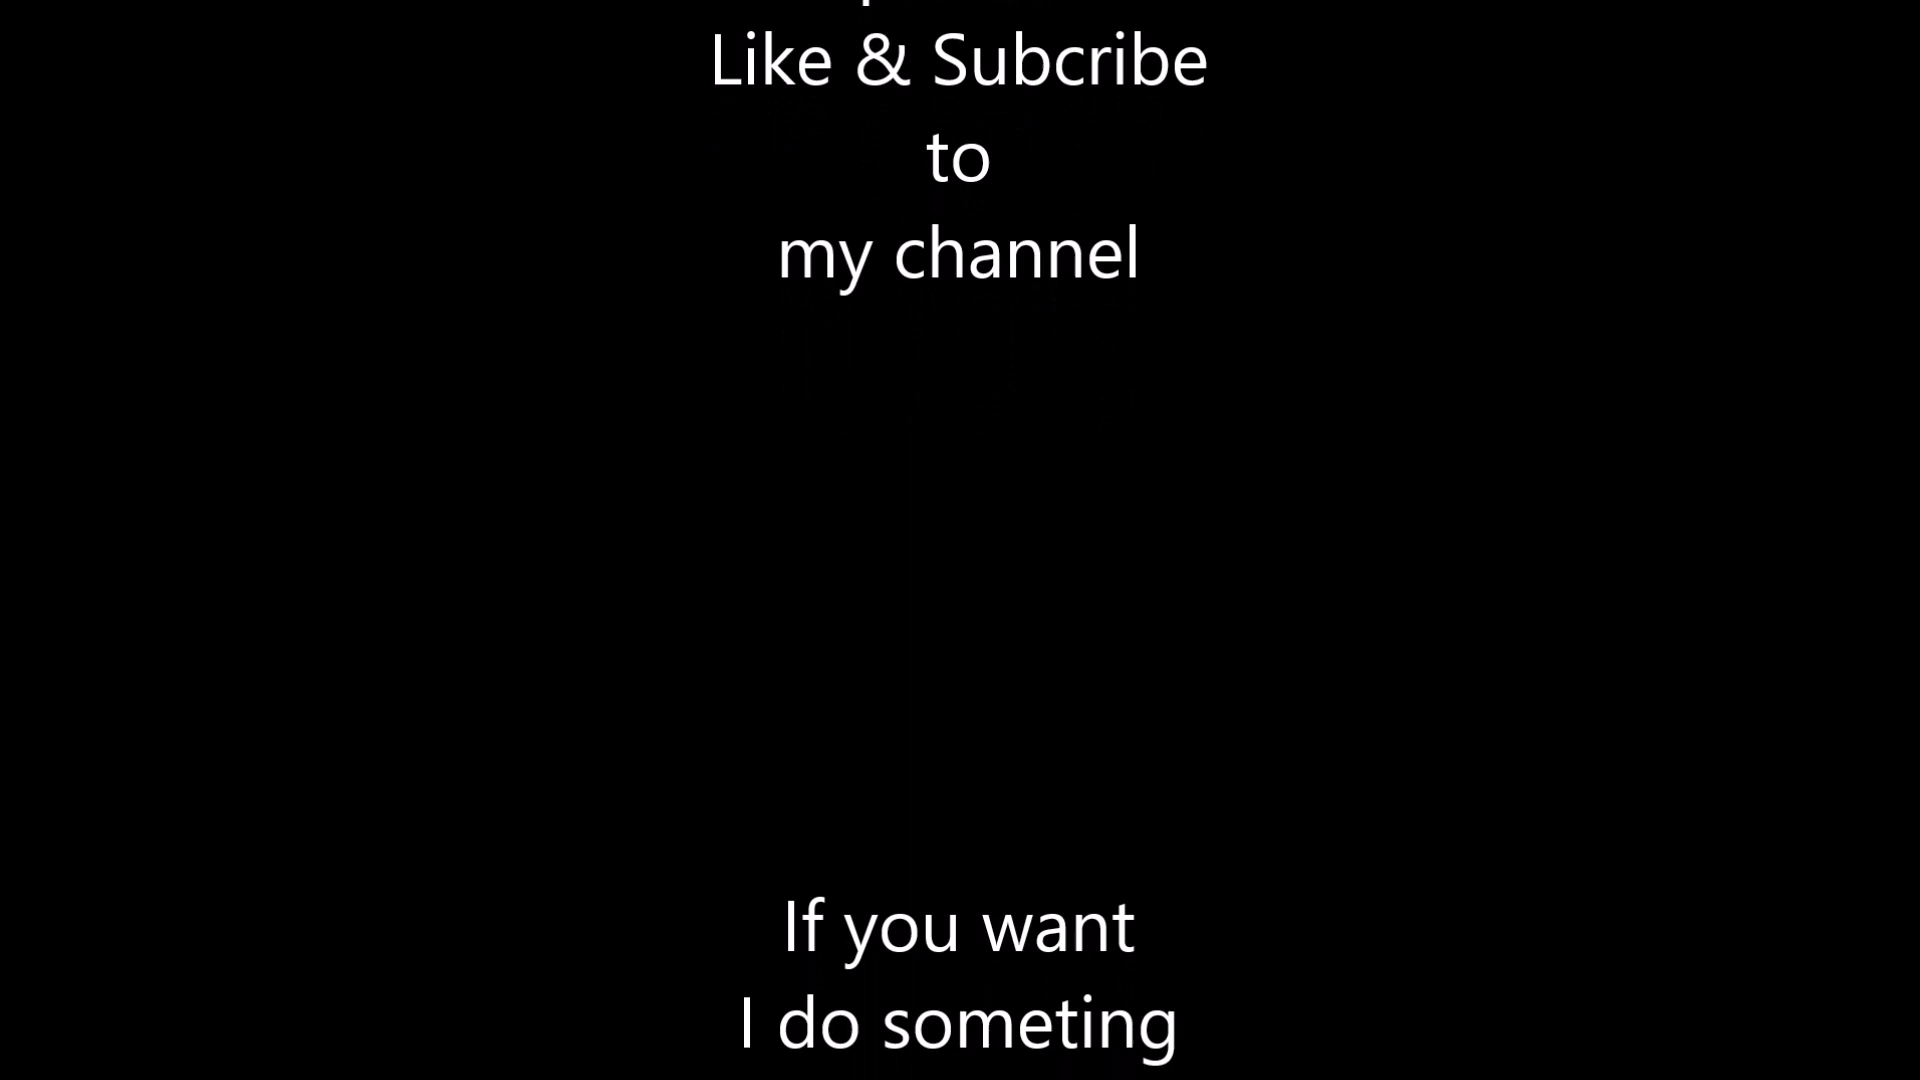 Like & Subcribe
to
my channel
If you want
I do someting